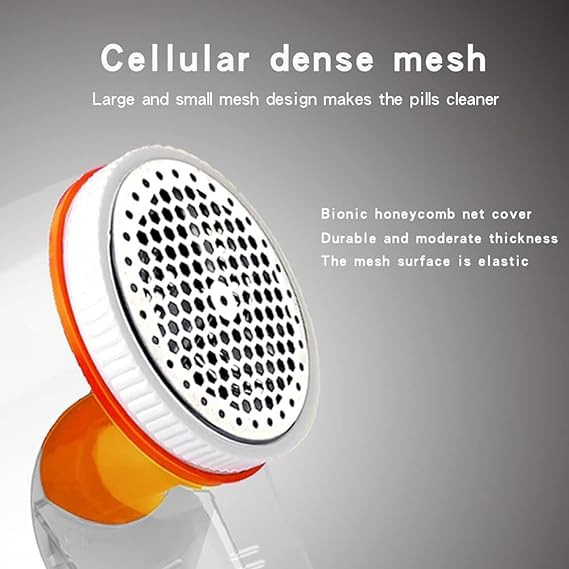 Cellular dense mesh
Large and small mesh design makes the pills cleaner
Bionic honeycomb net cover
Durable and moderate thickness
The mesh surface is elastic